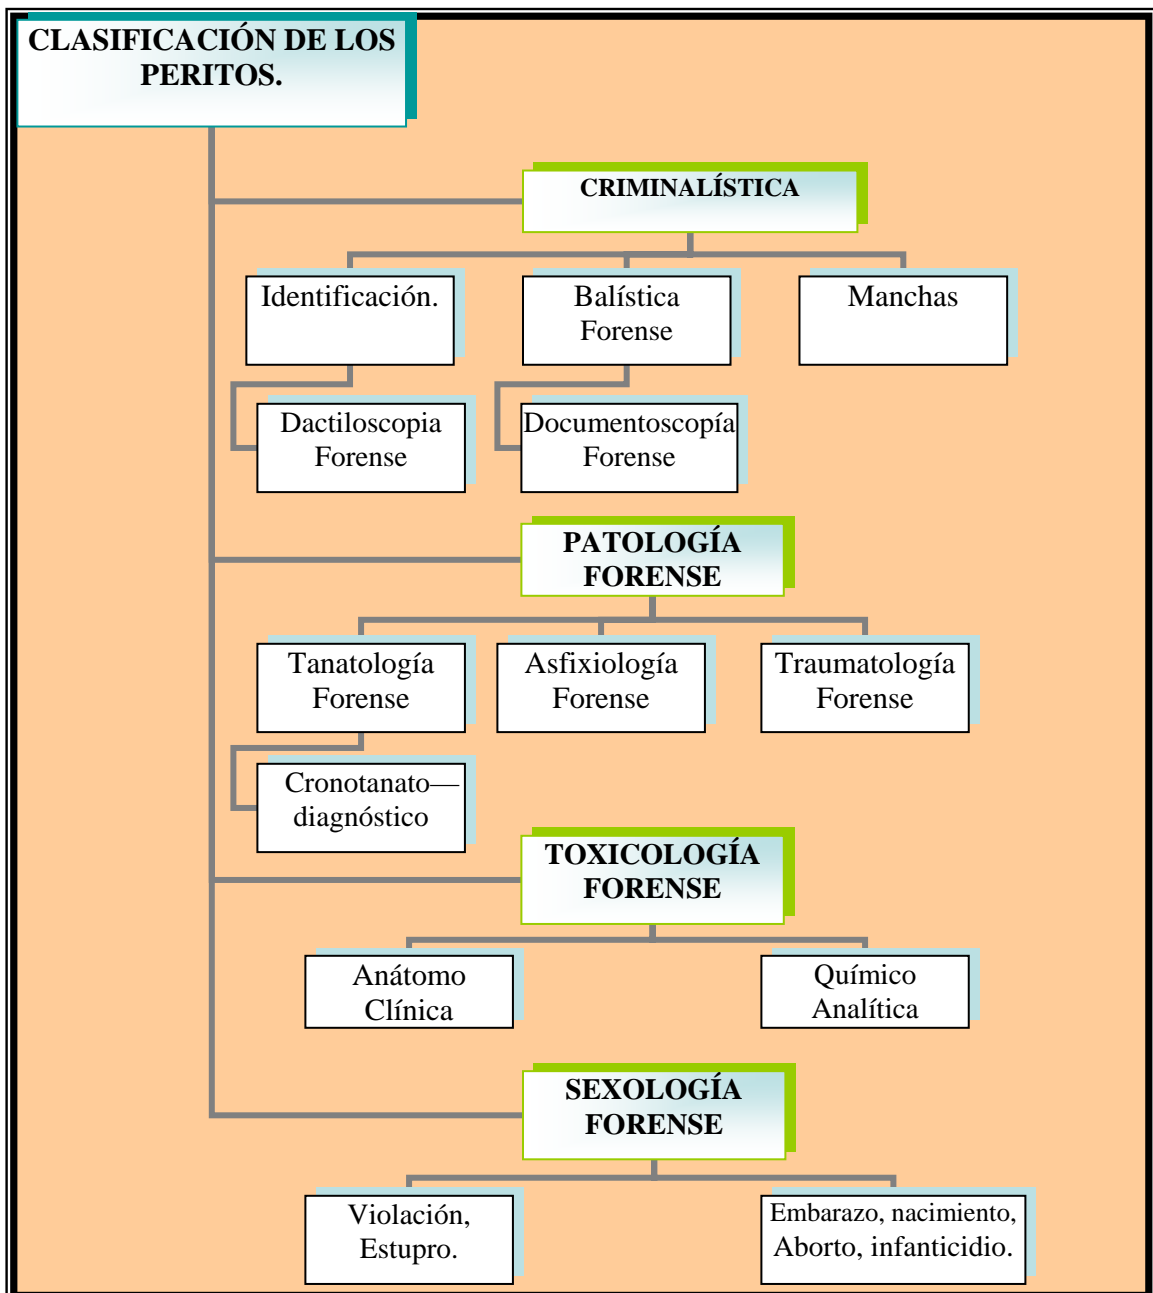 CLASIFICACIÓN DE LOS
PERITOS.
CRIMINALÍSTICA
Identificación.
Balística
Forense
Manchas
Dactiloscopia
Forense
Documentoscopía
Forense
PATOLOGÍA
FORENSE
Tanatología
Forense
Asfixiología
Forense
Traumatología
Forense
Cronotanato—
diagnóstico
TOXICOLOGÍA
FORENSE
Anátomo
Clínica
Químico
Analítica
SEXOLOGÍA
FORENSE
Violación,
Estupro.
Embarazo, nacimiento,
Aborto, infanticidio.